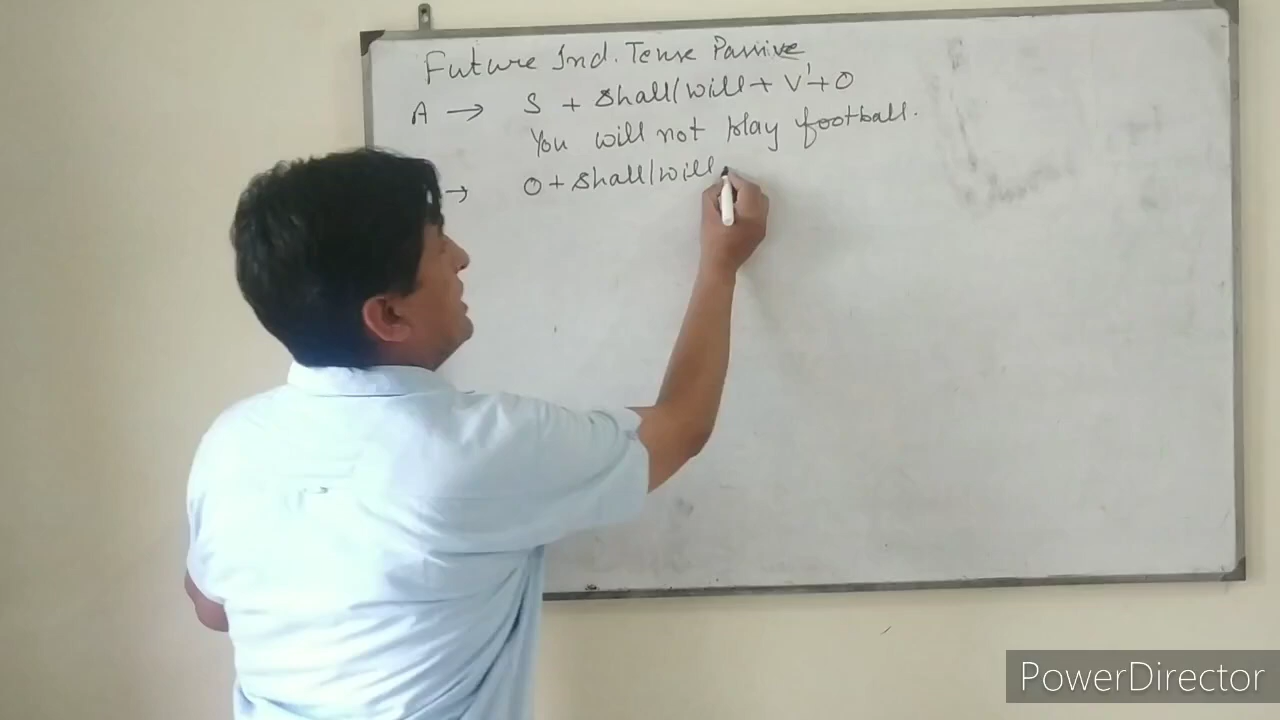 Future Ind. Tense Passive
A → S + shall/will + V¹ + O
You will not play football.
→ O + shall/will
PowerDirector